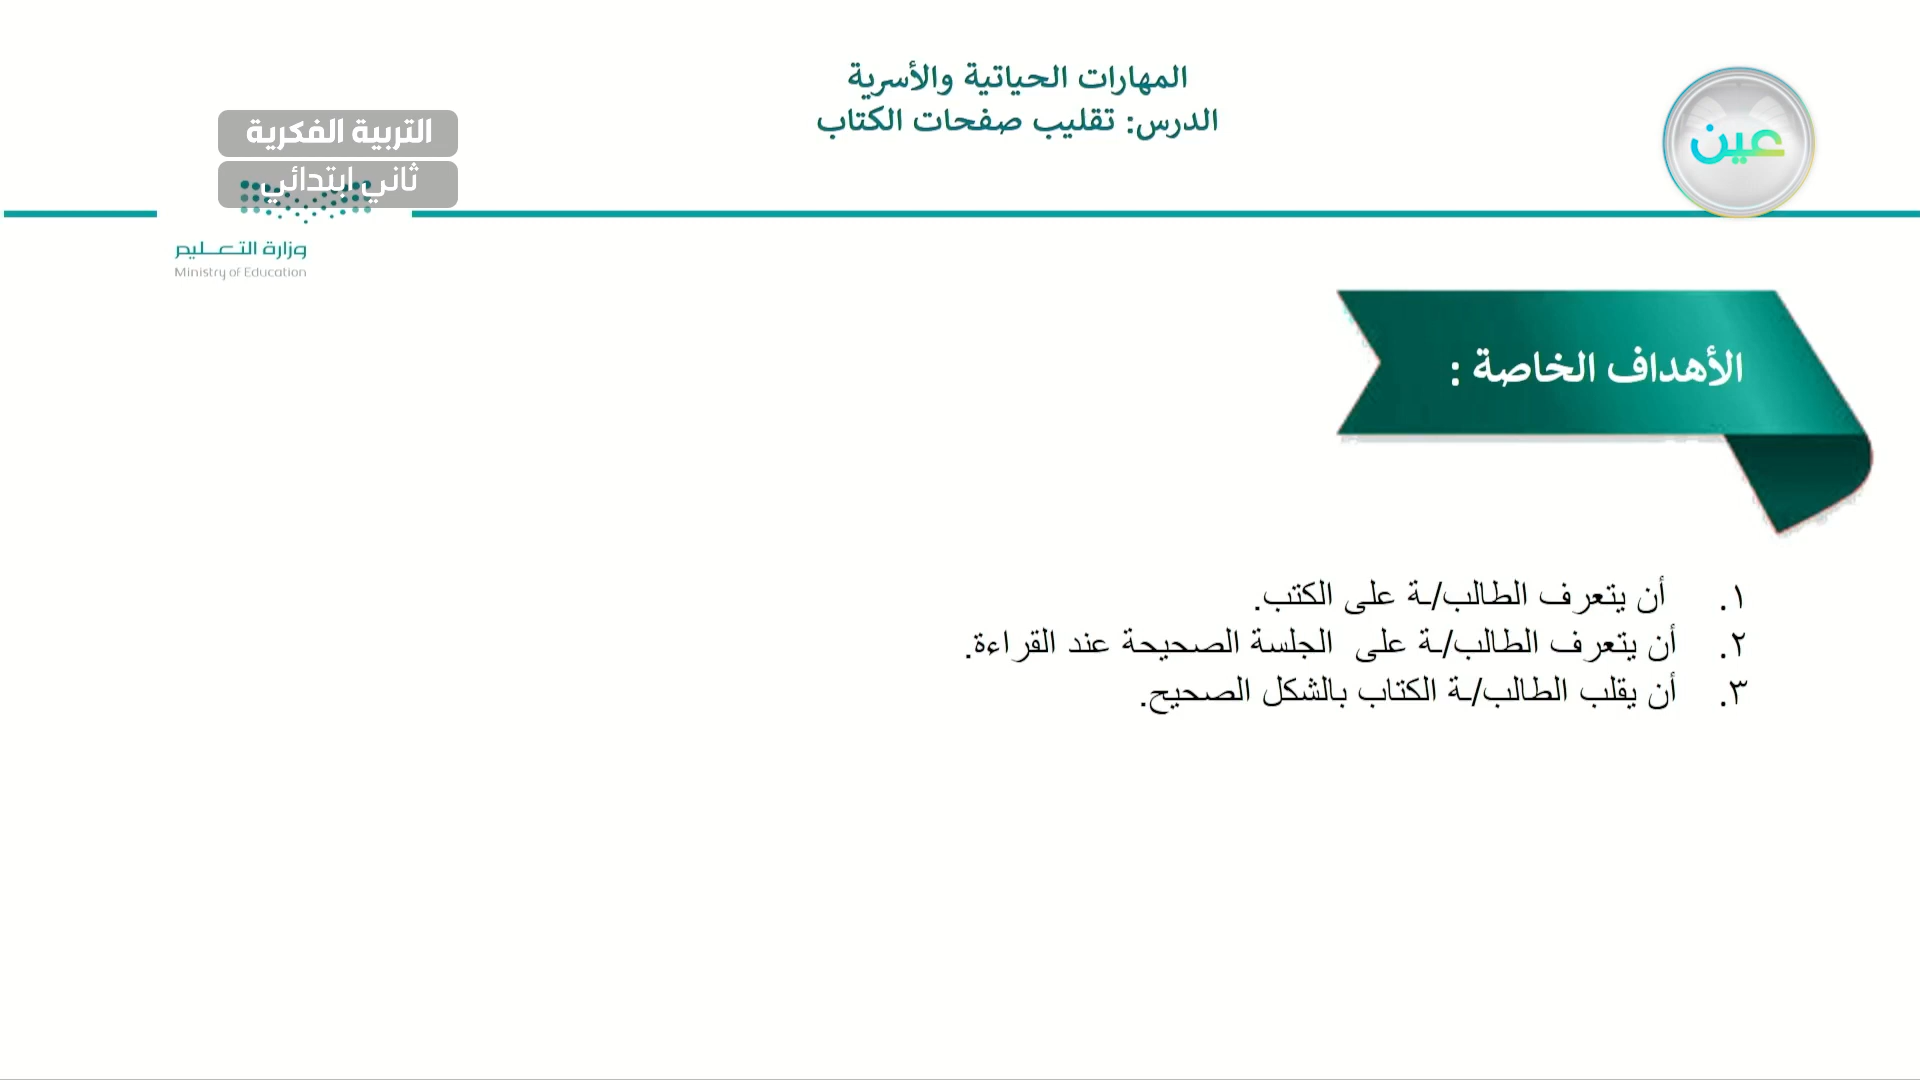 المهارات الحياتية والأسرية
الدرس: تقليب صفحات الكتاب
عين
التربية الفكرية
ثاني ابتدائي
وزارة التعليم
Ministry of Education
الأهداف الخاصة :
١. أن يتعرف الطالب/ـة على الكتب.
٢. أن يتعرف الطالب/ـة على الجلسة الصحيحة عند القراءة.
٣. أن يقلب الطالب/ـة الكتاب بالشكل الصحيح.